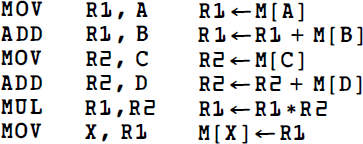 MOV R1, A R1←M[A]
ADD R1, B R1←R1 + M[B]
MOV R2, C R2←M[C]
ADD R2, D R2←R2 + M[D]
MUL R1,R2 R1←R1*R2
MOV X, R1 M[X]←R1